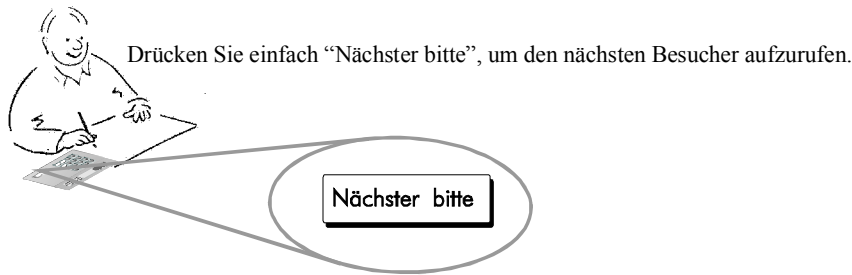 Drücken Sie einfach “Nächster bitte”, um den nächsten Besucher aufzurufen.
Nächster bitte